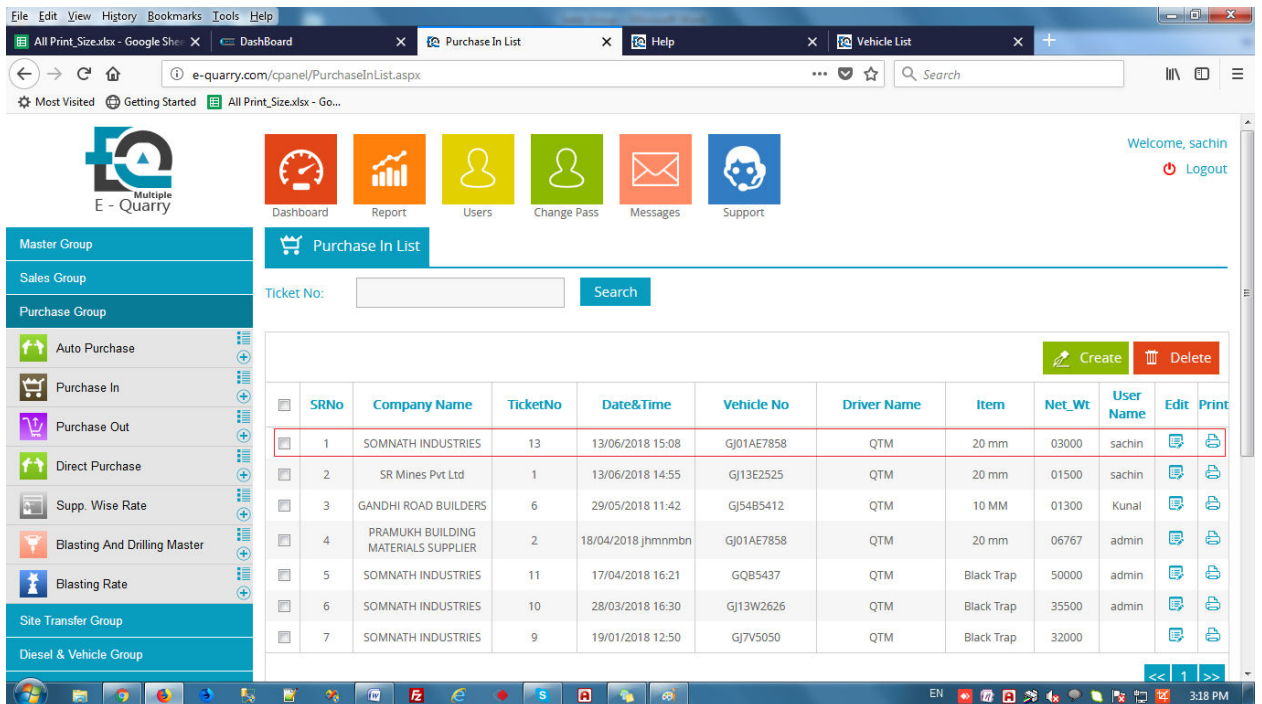 File Edit View History Bookmarks Tools Help
All Print_Size.xlsx - Google She
DashBoard
Purchase In List
Help
Vehicle List
e-quarry.com/cpanel/PurchaseInList.aspx
Search
Most Visited Getting Started All Print_Size.xlsx - Go...
Multiple
E - Quarry
Dashboard Report Users Change Pass Messages Support
Welcome, sachin
Logout
Master Group
Sales Group
Purchase Group
Auto Purchase
Purchase In
Purchase Out
Direct Purchase
Supp. Wise Rate
Blasting And Drilling Master
Blasting Rate
Site Transfer Group
Diesel & Vehicle Group
Purchase In List
Ticket No: Search
Create Delete
SRNo Company Name TicketNo Date&Time Vehicle No Driver Name Item Net_Wt User Name Edit Print
1 SOMNATH INDUSTRIES 13 13/06/2018 15:08 GJ01AE7858 QTM 20 mm 03000 sachin
2 SR Mines Pvt Ltd 1 13/06/2018 14:55 GJ13E2525 QTM 20 mm 01500 sachin
3 GANDHI ROAD BUILDERS 6 29/05/2018 11:42 GJ54B5412 QTM 10 MM 01300 Kunal
4 PRAMUKH BUILDING MATERIALS SUPPLIER 2 18/04/2018 jhmnmbn GJ01AE7858 QTM 20 mm 06767 admin
5 SOMNATH INDUSTRIES 11 17/04/2018 16:21 GQB5437 QTM Black Trap 50000 admin
6 SOMNATH INDUSTRIES 10 28/03/2018 16:30 GJ13W2626 QTM Black Trap 35500 admin
7 SOMNATH INDUSTRIES 9 19/01/2018 12:50 GJ7V5050 QTM Black Trap 32000
<< 1 >>
EN 3:18 PM